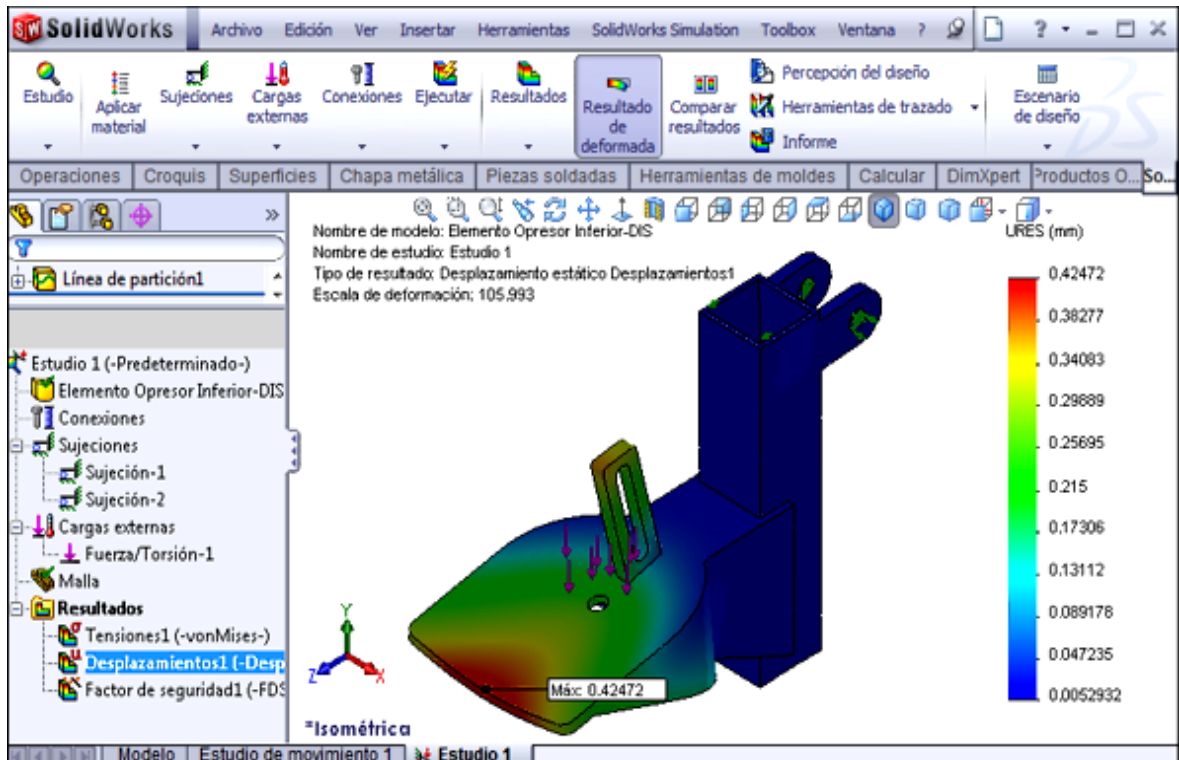 SolidWorks Archivo Edición Ver Insertar Herramientas SolidWorks Simulation Toolbox Ventana ? ?
Estudio
Aplicar material
Sujeciones
Cargas externas
Conexiones
Ejecutar
Resultados
Resultado de deformada
Comparar resultados
Percepción del diseño
Herramientas de trazado
Informe
Escenario de diseño
Operaciones Croquis Superficies Chapa metálica Piezas soldadas Herramientas de moldes Calcular DimXpert Productos O... So...
Línea de partición1
Estudio 1 (-Predeterminado-)
Elemento Opresor Inferior-DIS
Conexiones
Sujeciones
Sujeción-1
Sujeción-2
Cargas externas
Fuerza/Torsión-1
Malla
Resultados
Tensiones1 (-vonMises-)
Desplazamientos1 (-Desp
Factor de seguridad1 (-FDS
Nombre de modelo: Elemento Opresor Inferior-DIS
Nombre de estudio: Estudio 1
Tipo de resultado: Desplazamiento estático Desplazamientos1
Escala de deformación: 105.993
URES (mm)
0.42472
0.38277
0.34083
0.29889
0.25695
0.215
0.17306
0.13112
0.089178
0.047235
0.0052932
Y
Z
X
Máx: 0.42472
*Isométrica
Modelo Estudio de movimiento 1 Estudio 1